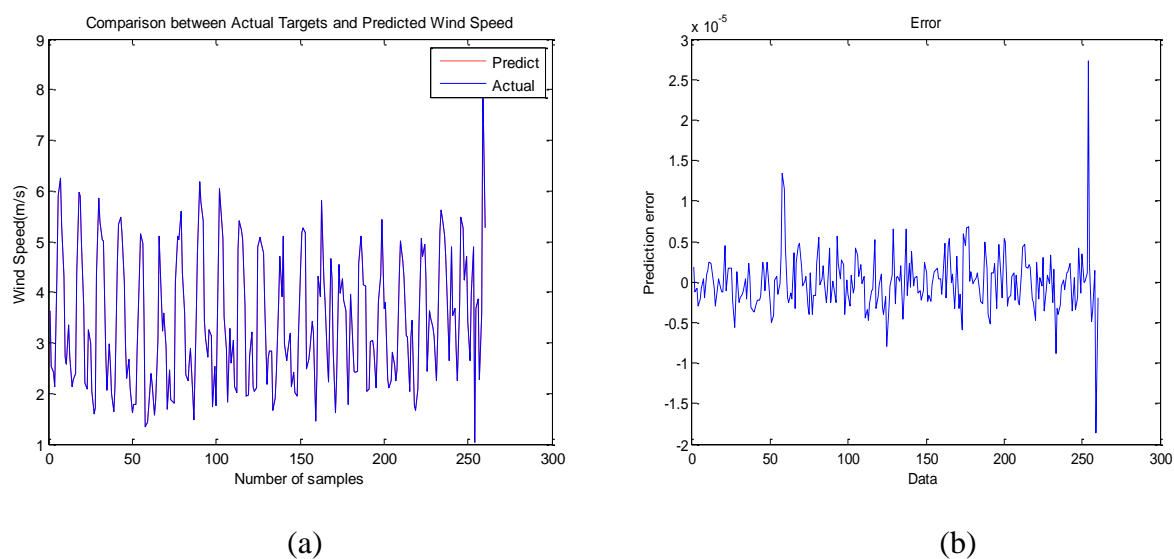 Comparison between Actual Targets and Predicted Wind Speed
9
8
7
6
5
4
3
2
1
Wind Speed(m/s)
Predict
Actual
0 50 100 150 200 250 300
Number of samples
(a)
Error
x 10^-5
3
2.5
2
1.5
1
0.5
0
-0.5
-1
-1.5
-2
Prediction error
0 50 100 150 200 250 300
Data
(b)